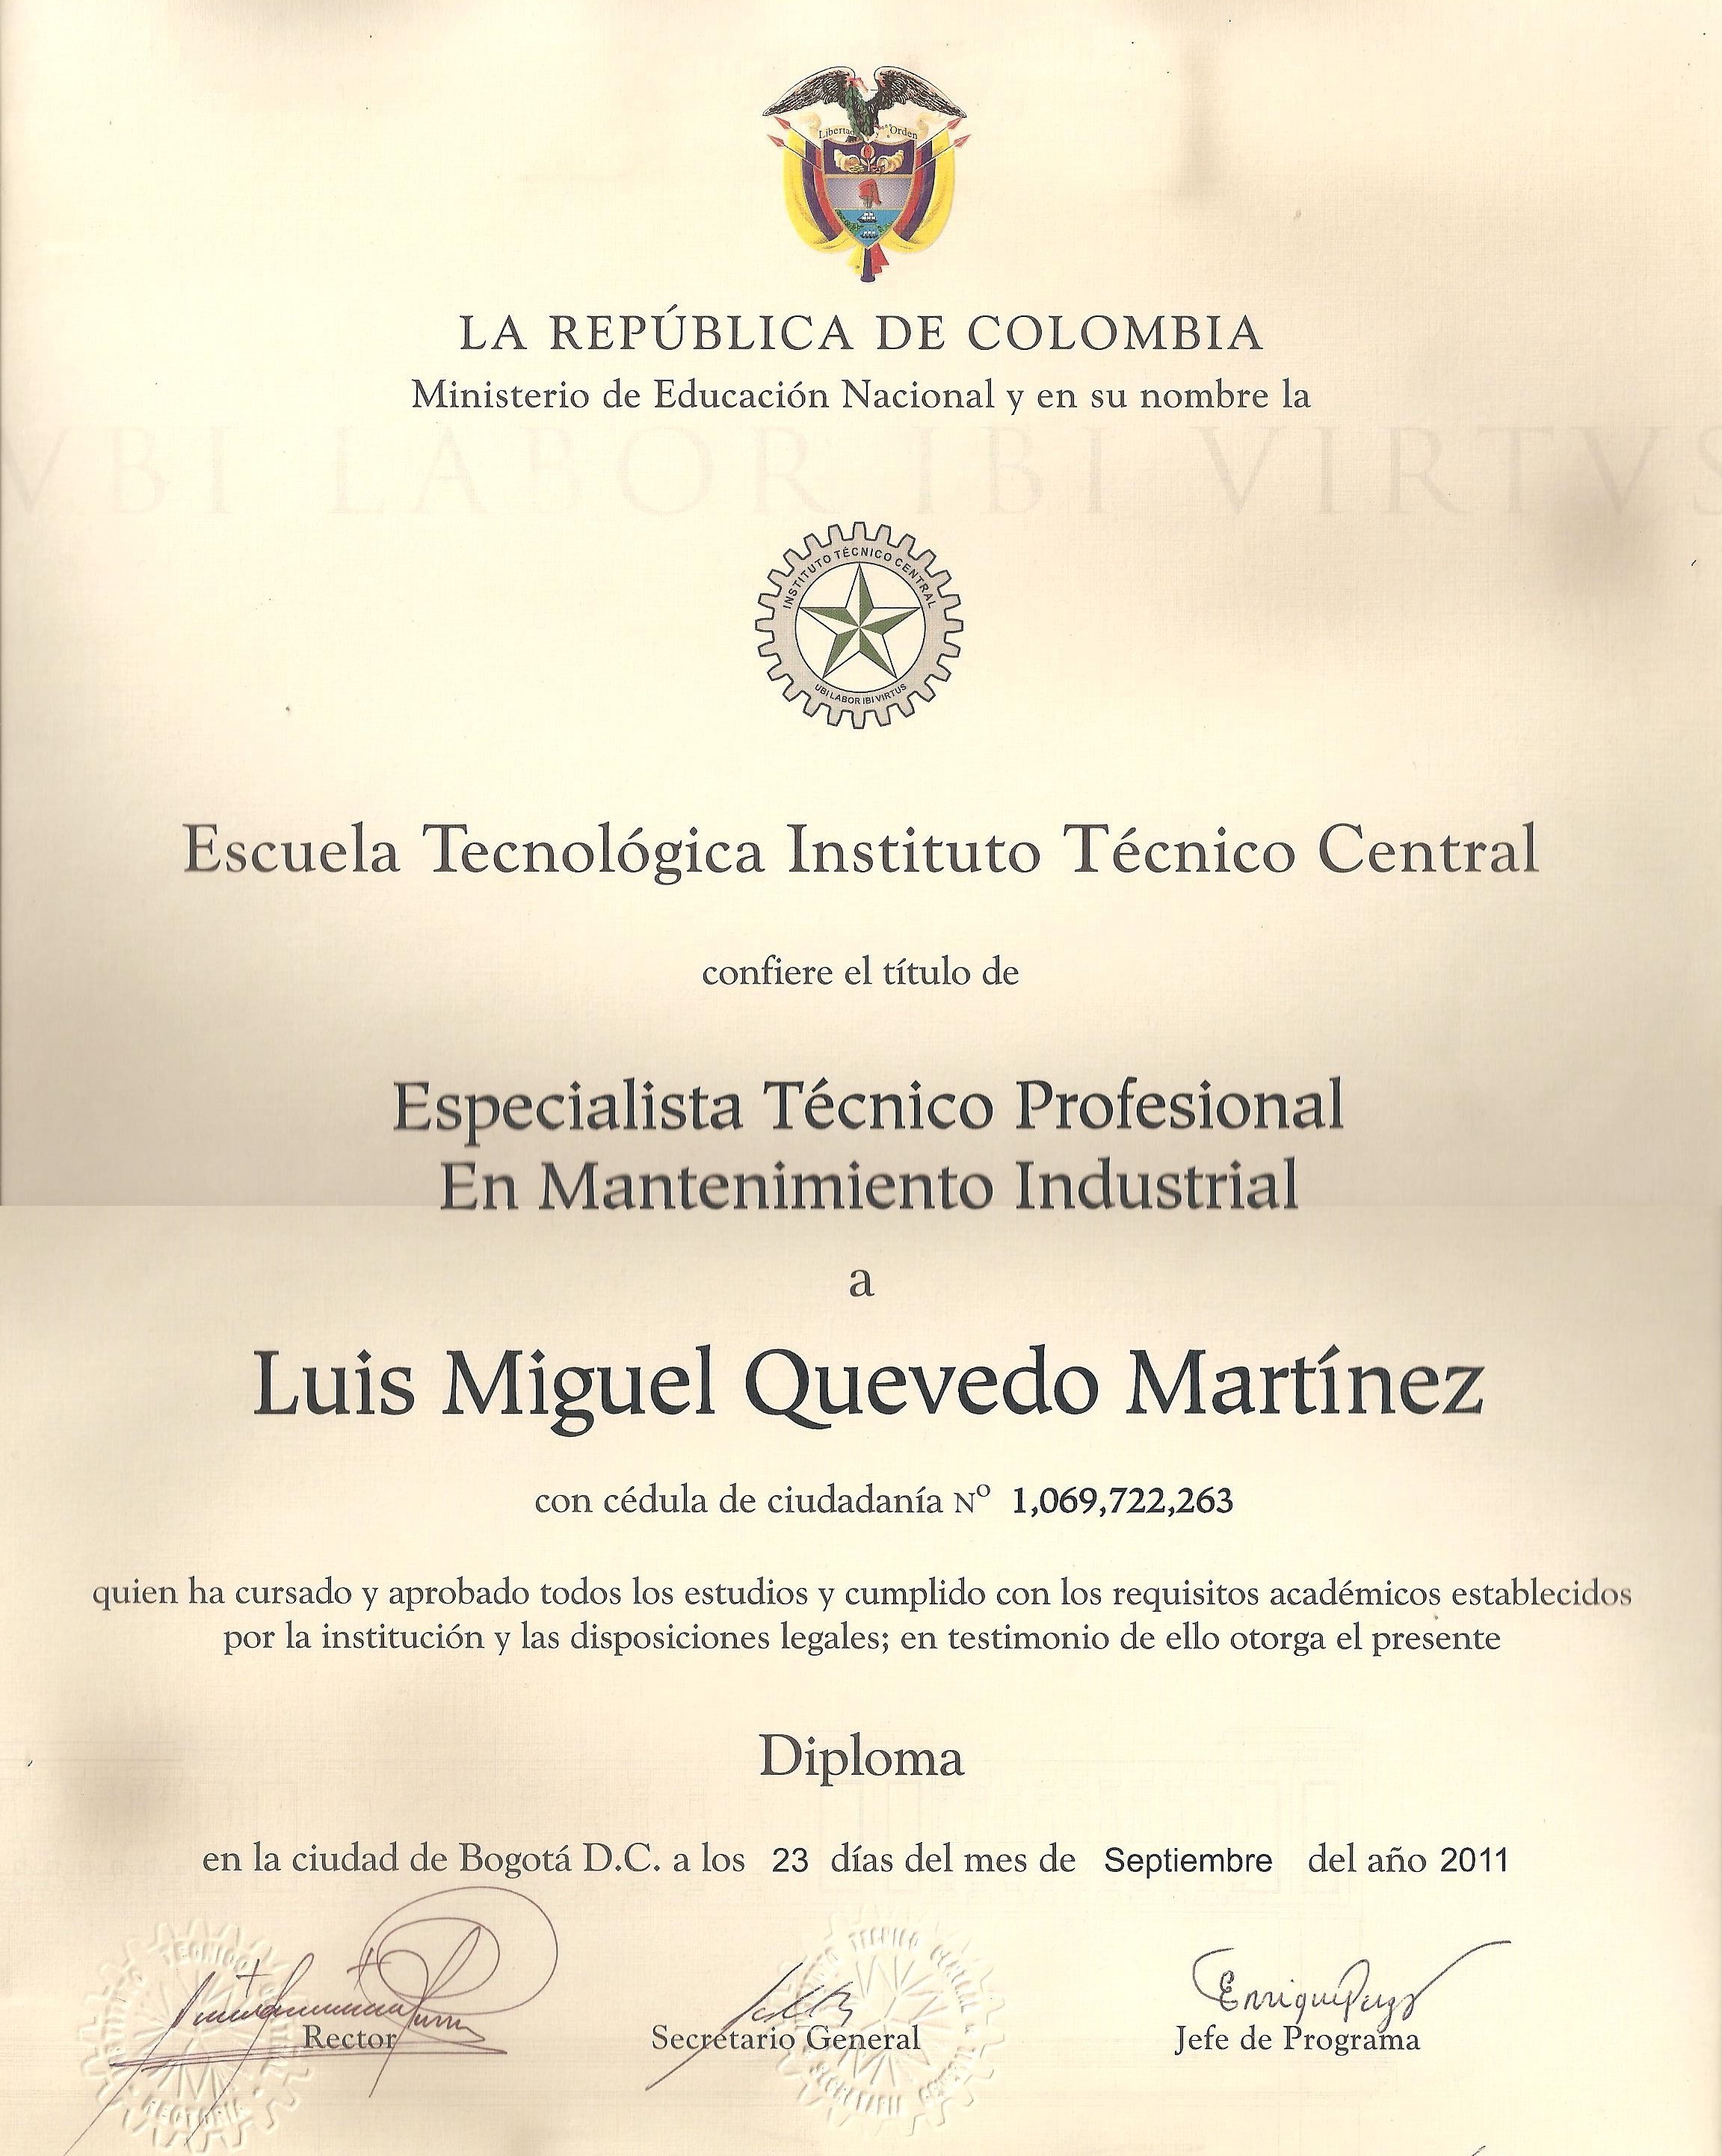 Libertad y Orden
LA REPÚBLICA DE COLOMBIA
Ministerio de Educación Nacional y en su nombre la
VBI LABOR IBI VIRTVS
INSTITUTO TÉCNICO CENTRAL
UBI LABOR IBI VIRTUS
Escuela Tecnológica Instituto Técnico Central
confiere el título de
Especialista Técnico Profesional
En Mantenimiento Industrial
a
Luis Miguel Quevedo Martínez
con cédula de ciudadanía Nº 1,069,722,263
quien ha cursado y aprobado todos los estudios y cumplido con los requisitos académicos establecidos
por la institución y las disposiciones legales; en testimonio de ello otorga el presente
Diploma
en la ciudad de Bogotá D.C. a los 23 días del mes de Septiembre del año 2011
Rector Secretario General Jefe de Programa